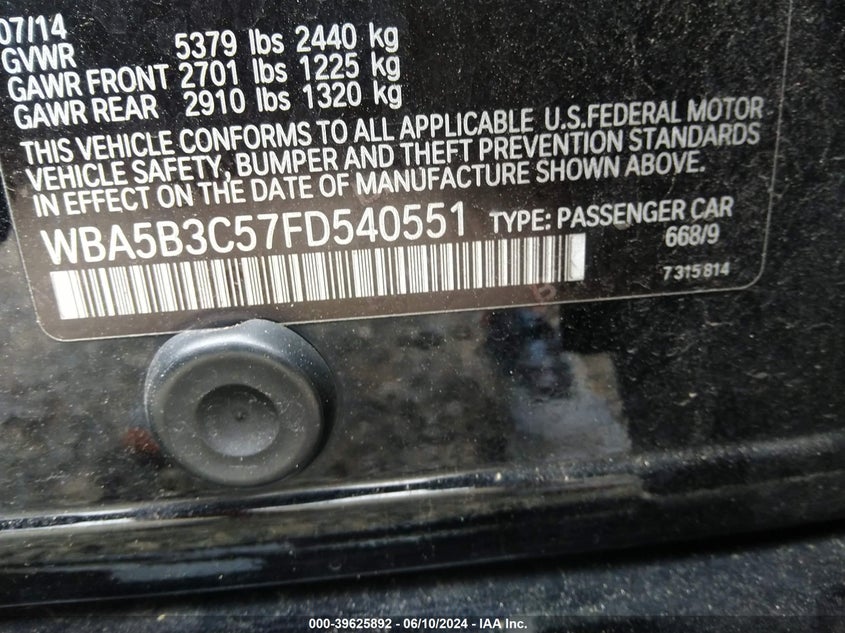 07/14
GVWR 5379 lbs 2440 kg
GAWR FRONT 2701 lbs 1225 kg
GAWR REAR 2910 lbs 1320 kg
THIS VEHICLE CONFORMS TO ALL APPLICABLE U.S.FEDERAL MOTOR
VEHICLE SAFETY, BUMPER AND THEFT PREVENTION STANDARDS
IN EFFECT ON THE DATE OF MANUFACTURE SHOWN ABOVE.
WBA5B3C57FD540551 TYPE: PASSENGER CAR
668/9
7315814
000-39625892 - 06/10/2024 - IAA Inc.